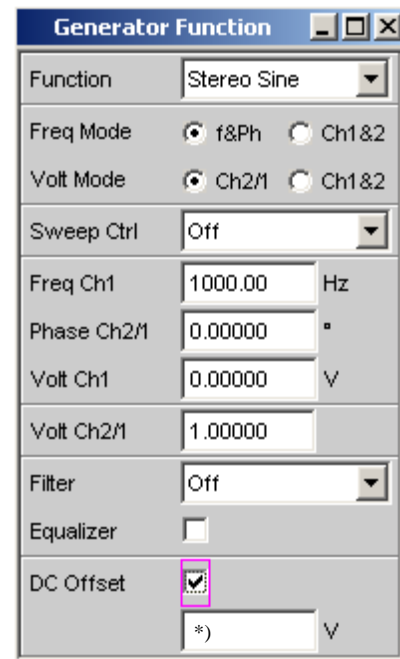 Generator Function
Function Stereo Sine
Freq Mode f&Ph Ch1&2
Volt Mode Ch2/1 Ch1&2
Sweep Ctrl Off
Freq Ch1 1000.00 Hz
Phase Ch2/1 0.00000 °
Volt Ch1 0.00000 V
Volt Ch2/1 1.00000
Filter Off
Equalizer
DC Offset
*) V